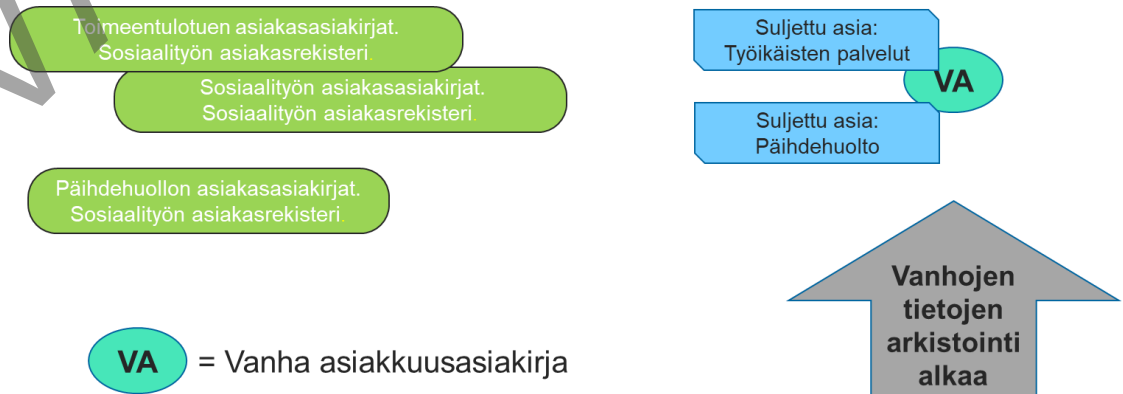 Toimeentulotuen asiakasasiakirjat.
Sosiaalityön asiakasrekisteri.
Sosiaalityön asiakasasiakirjat.
Sosiaalityön asiakasrekisteri.
Päihdehuollon asiakasasiakirjat.
Sosiaalityön asiakasrekisteri.
Suljettu asia:
Työikäisten palvelut
VA
Suljettu asia:
Päihdehuolto
Vanhojen
tietojen
arkistointi
alkaa
VA = Vanha asiakkuusasiakirja